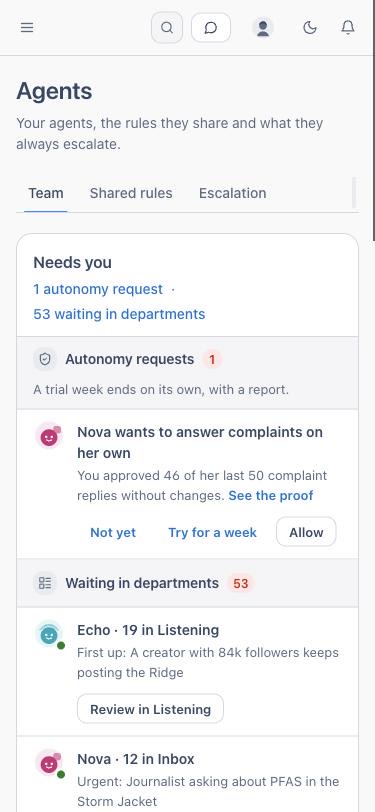 Agents
Your agents, the rules they share and what they
always escalate.
Team Shared rules Escalation
Needs you
1 autonomy request ·
53 waiting in departments
Autonomy requests 1
A trial week ends on its own, with a report.
Nova wants to answer complaints on
her own
You approved 46 of her last 50 complaint
replies without changes. See the proof
Not yet Try for a week Allow
Waiting in departments 53
Echo · 19 in Listening
First up: A creator with 84k followers keeps
posting the Ridge
Review in Listening
Nova · 12 in Inbox
Urgent: Journalist asking about PFAS in the
Storm Jacket